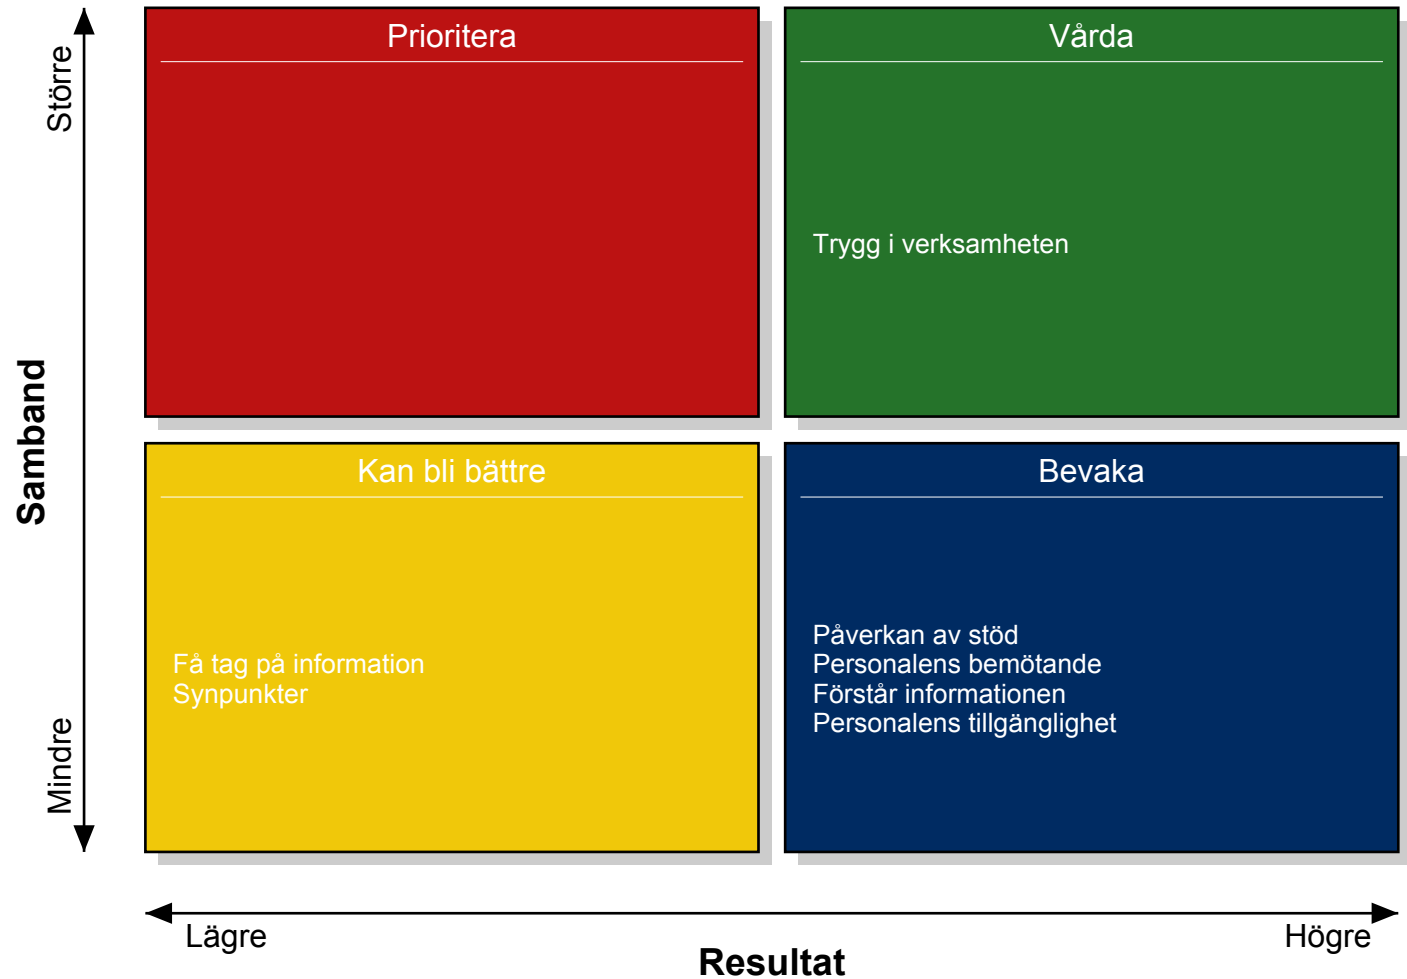 Större
Samband
Mindre
Prioritera
Vårda
Trygg i verksamheten
Kan bli bättre
Få tag på information
Synpunkter
Bevaka
Påverkan av stöd
Personalens bemötande
Förstår informationen
Personalens tillgänglighet
Lägre
Resultat
Högre